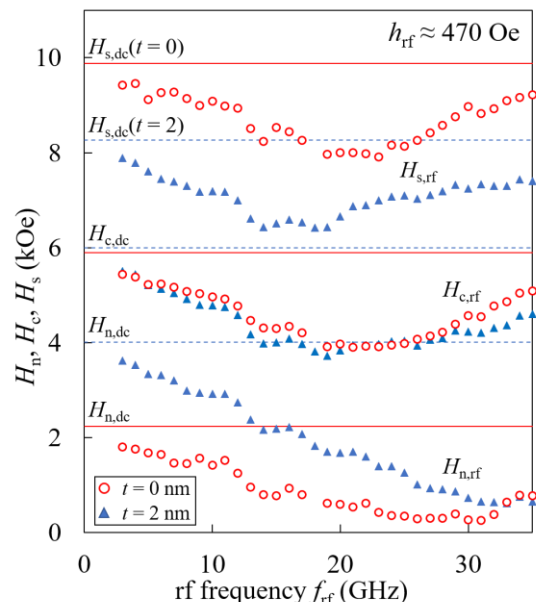 h_rf ≈ 470 Oe
H_s,dc(t = 0)
H_s,dc(t = 2)
H_s,rf
H_c,dc
H_c,rf
H_n,dc
H_n,dc
H_n,rf
t = 0 nm
t = 2 nm
H_n, H_c, H_s (kOe)
10
8
6
4
2
0
0
10
20
30
rf frequency f_rf (GHz)